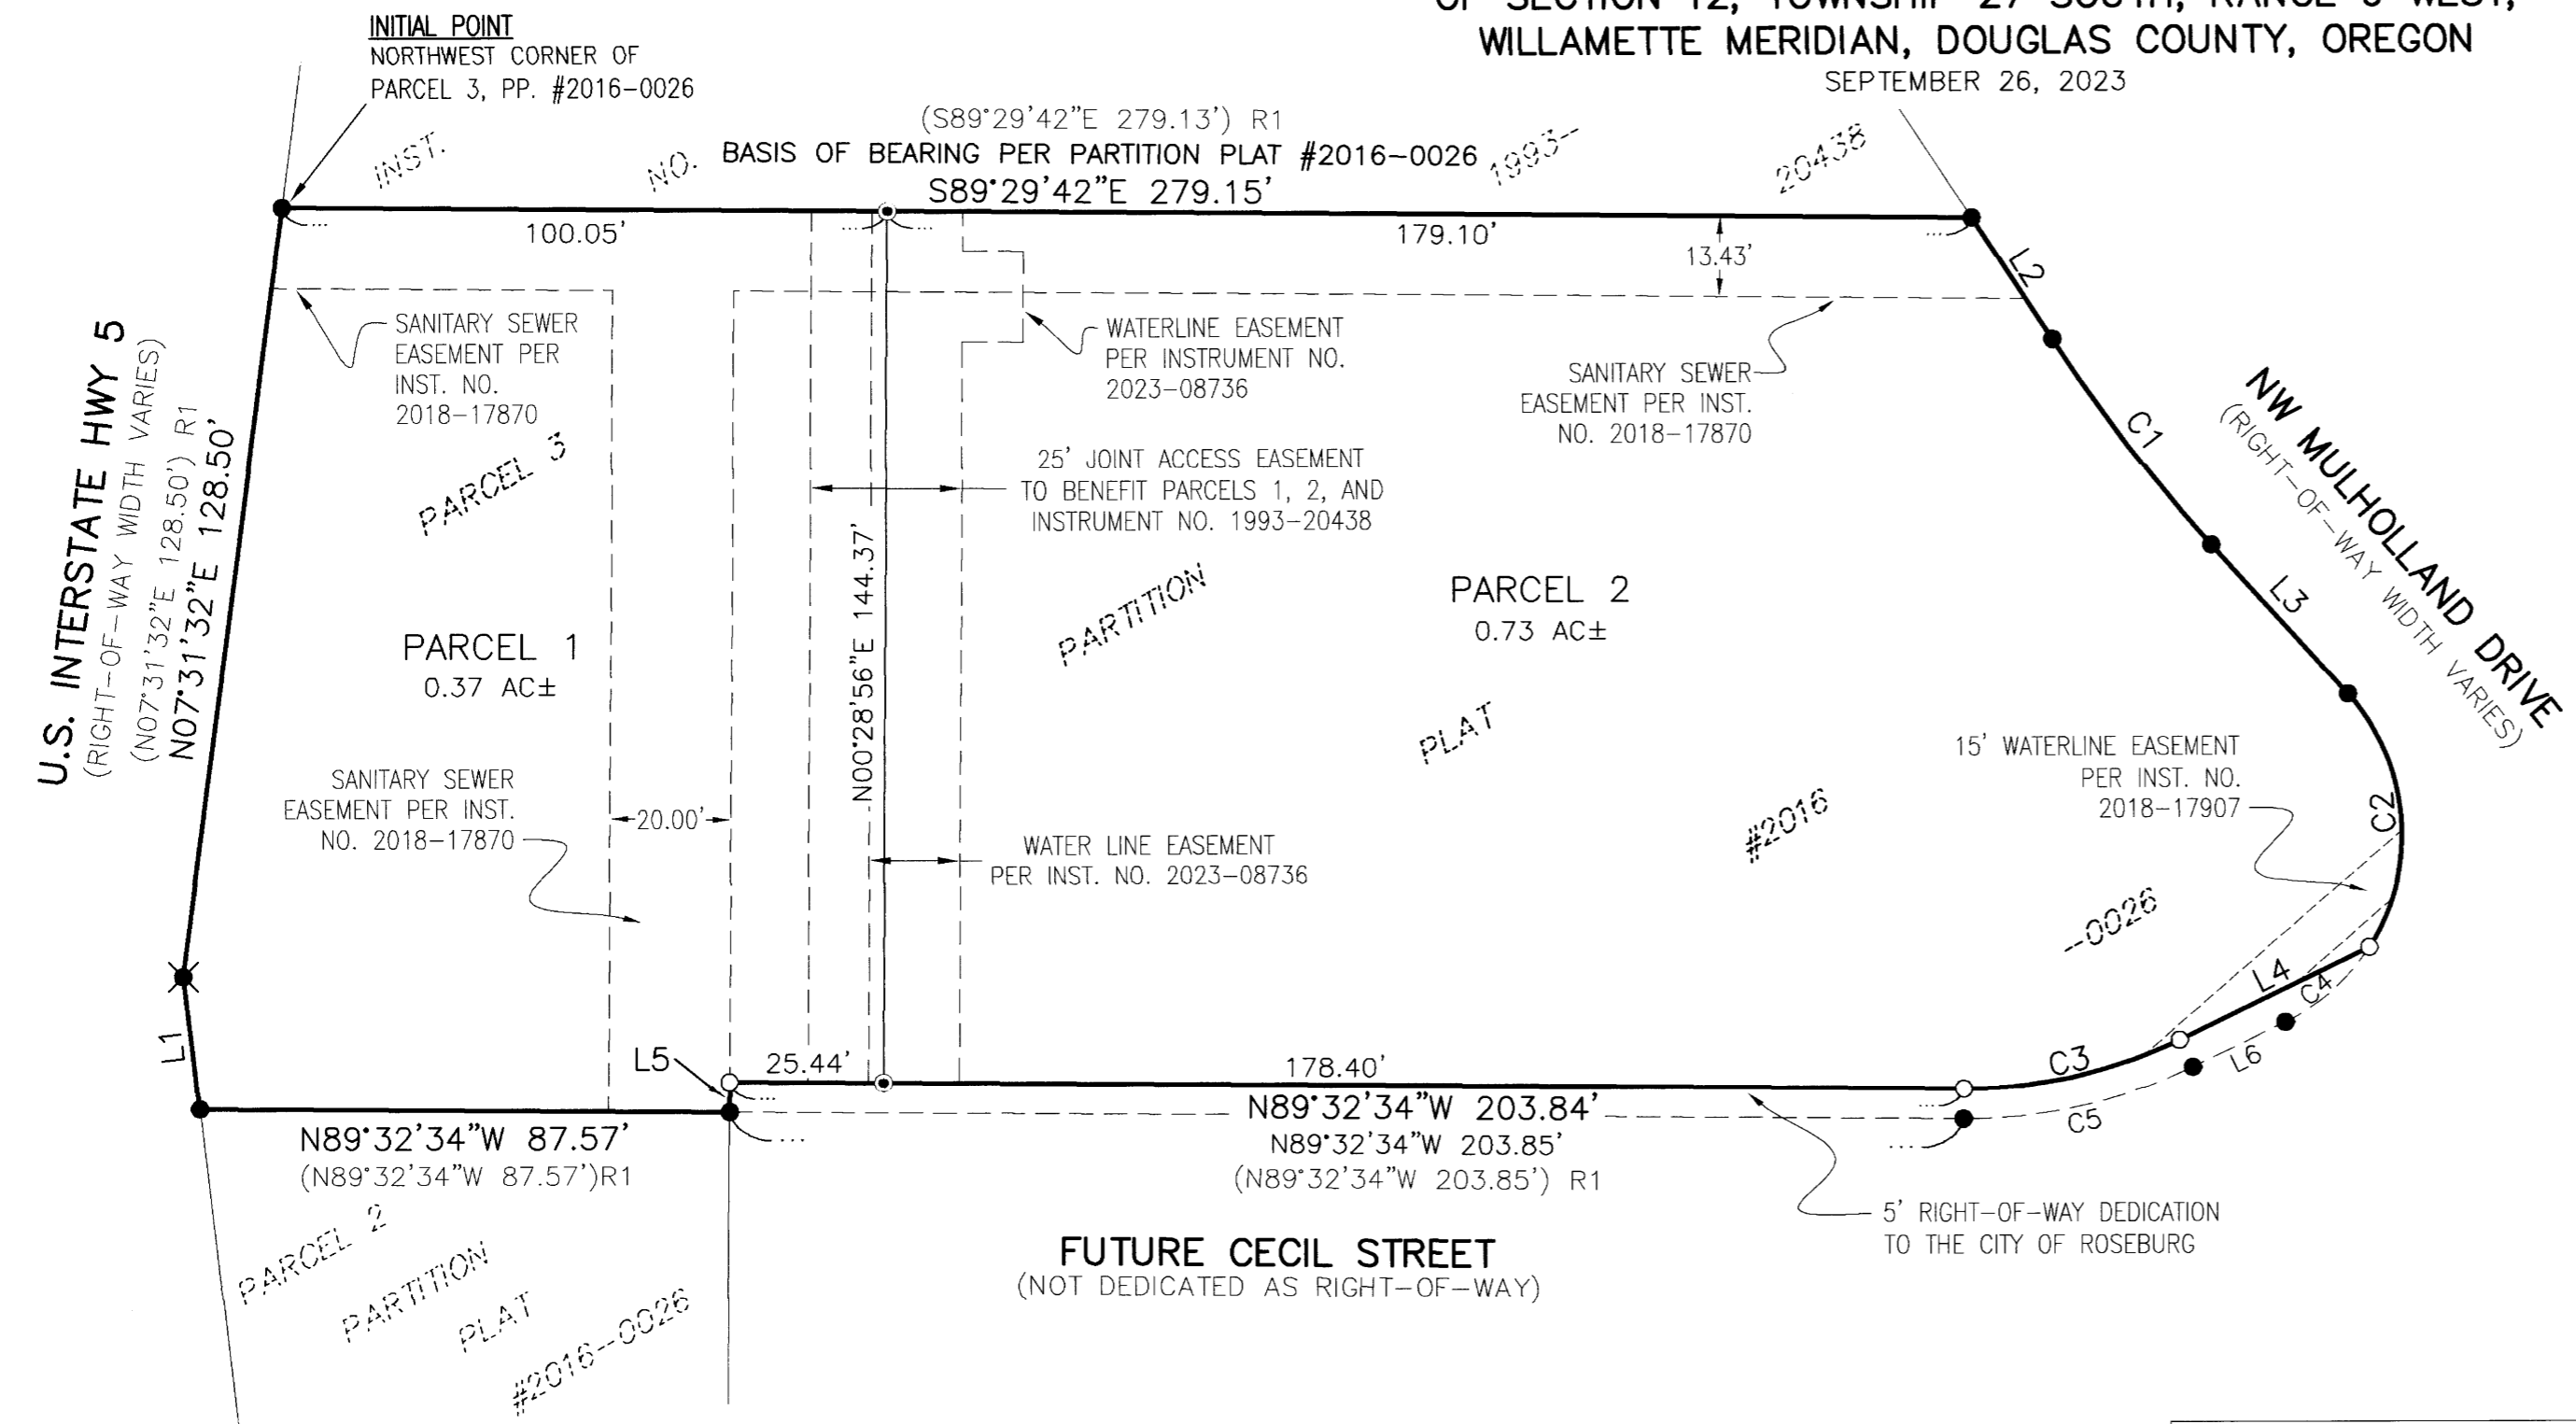 WILLAMETTE MERIDIAN, DOUGLAS COUNTY, OREGON
SEPTEMBER 26, 2023
INITIAL POINT
NORTHWEST CORNER OF
PARCEL 3, PP. #2016-0026
(S89°29'42"E 279.13') R1
BASIS OF BEARING PER PARTITION PLAT #2016-0026
S89°29'42"E 279.15'
INST.
NO.
1993-
20438
100.05'
179.10'
13.43'
L2
SANITARY SEWER
EASEMENT PER
INST. NO.
2018-17870
WATERLINE EASEMENT
PER INSTRUMENT NO.
2023-08736
SANITARY SEWER
EASEMENT PER INST.
NO. 2018-17870
C1
NW MULHOLLAND DRIVE
(RIGHT-OF-WAY WIDTH VARIES)
U.S. INTERSTATE HWY 5
(RIGHT-OF-WAY WIDTH VARIES)
(N07°31'32"E 128.50') R1
N07°31'32"E 128.50'
PARCEL 3
25' JOINT ACCESS EASEMENT
TO BENEFIT PARCELS 1, 2, AND
INSTRUMENT NO. 1993-20438
N00°28'56"E 144.37'
PARTITION
PARCEL 2
0.73 AC±
L3
PARCEL 1
0.37 AC±
PLAT
15' WATERLINE EASEMENT
PER INST. NO.
2018-17907
C2
SANITARY SEWER
EASEMENT PER INST.
NO. 2018-17870
20.00'
#2016
WATER LINE EASEMENT
PER INST. NO. 2023-08736
-0026
L4
C4
L1
L5
25.44'
178.40'
C3
L6
C5
N89°32'34"W 203.84'
N89°32'34"W 203.85'
(N89°32'34"W 203.85') R1
N89°32'34"W 87.57'
(N89°32'34"W 87.57')R1
5' RIGHT-OF-WAY DEDICATION
TO THE CITY OF ROSEBURG
PARCEL 2
PARTITION
PLAT
#2016-0026
FUTURE CECIL STREET
(NOT DEDICATED AS RIGHT-OF-WAY)